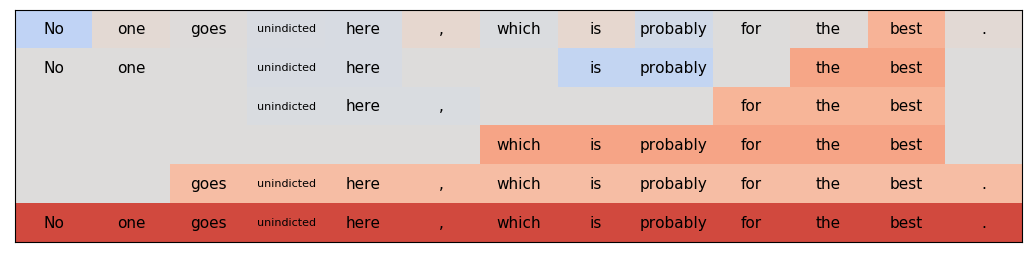 No one goes unindicted here , which is probably for the best .
No one unindicted here is probably the best
unindicted here , for the best
which is probably for the best
goes unindicted here , which is probably for the best .
No one goes unindicted here , which is probably for the best .